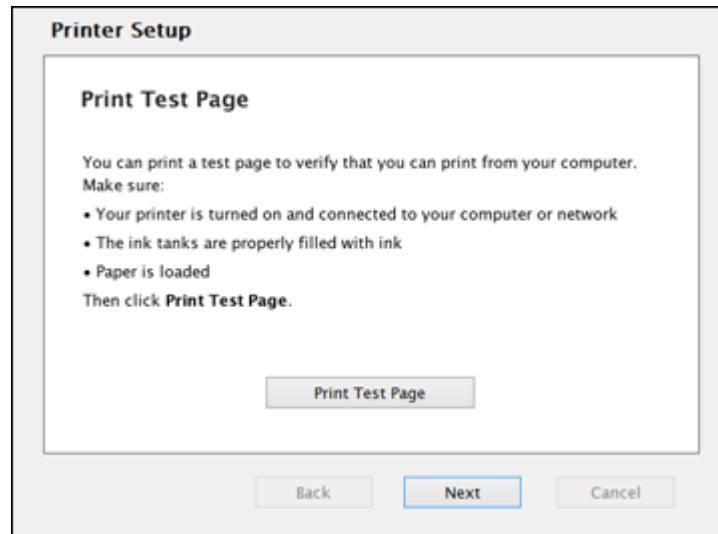 Printer Setup
Print Test Page
You can print a test page to verify that you can print from your computer.
Make sure:
• Your printer is turned on and connected to your computer or network
• The ink tanks are properly filled with ink
• Paper is loaded
Then click Print Test Page.
Print Test Page
Back Next Cancel